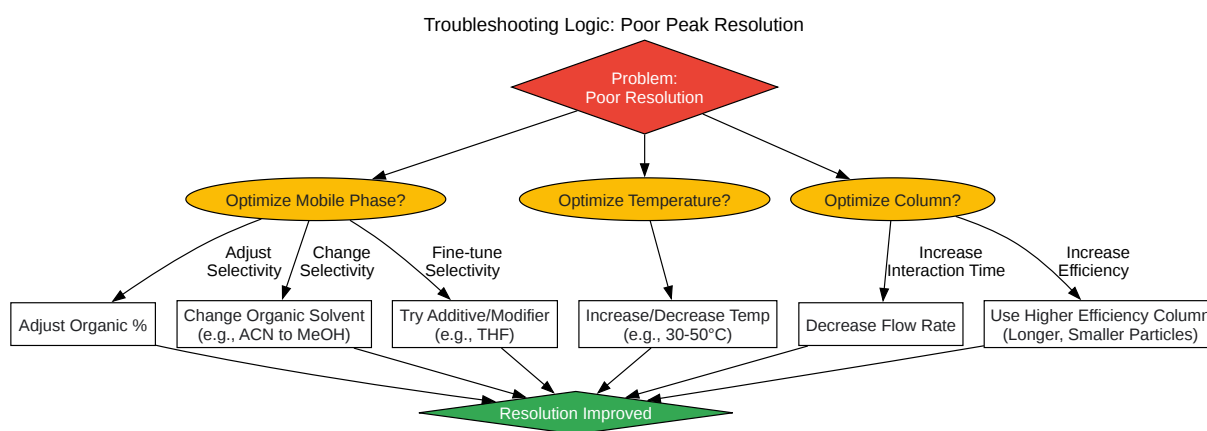 Troubleshooting Logic: Poor Peak Resolution
Problem:
Poor Resolution
Optimize Mobile Phase?
Optimize Temperature?
Optimize Column?
Adjust
Selectivity
Change
Selectivity
Fine-tune
Selectivity
Increase
Interaction Time
Increase
Efficiency
Adjust Organic %
Change Organic Solvent
(e.g., ACN to MeOH)
Try Additive/Modifier
(e.g., THF)
Increase/Decrease Temp
(e.g., 30-50°C)
Decrease Flow Rate
Use Higher Efficiency Column
(Longer, Smaller Particles)
Resolution Improved